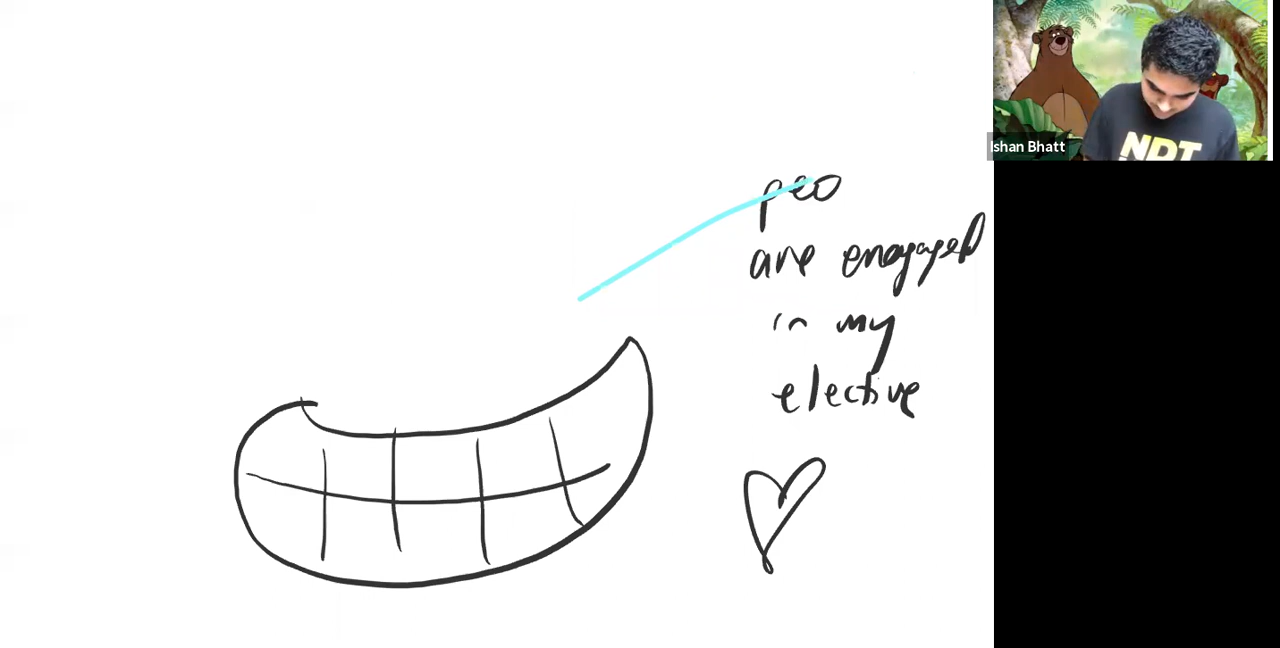 Ishan Bhatt
NDT
peo
are engaged
in my
elective